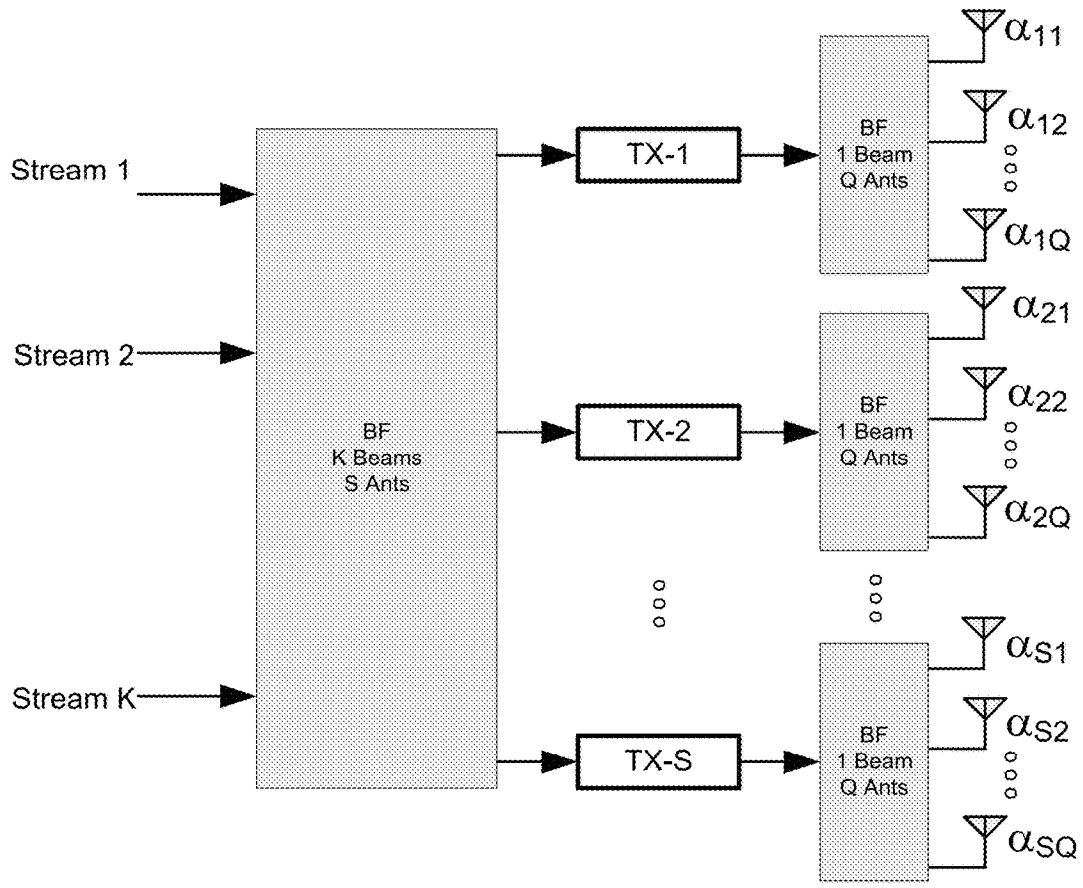 Stream 1
Stream 2
Stream K
BF
K Beams
S Ants
TX-1
TX-2
TX-S
BF
1 Beam
Q Ants
α11
α12
α1Q
BF
1 Beam
Q Ants
α21
α22
α2Q
BF
1 Beam
Q Ants
αS1
αS2
αSQ